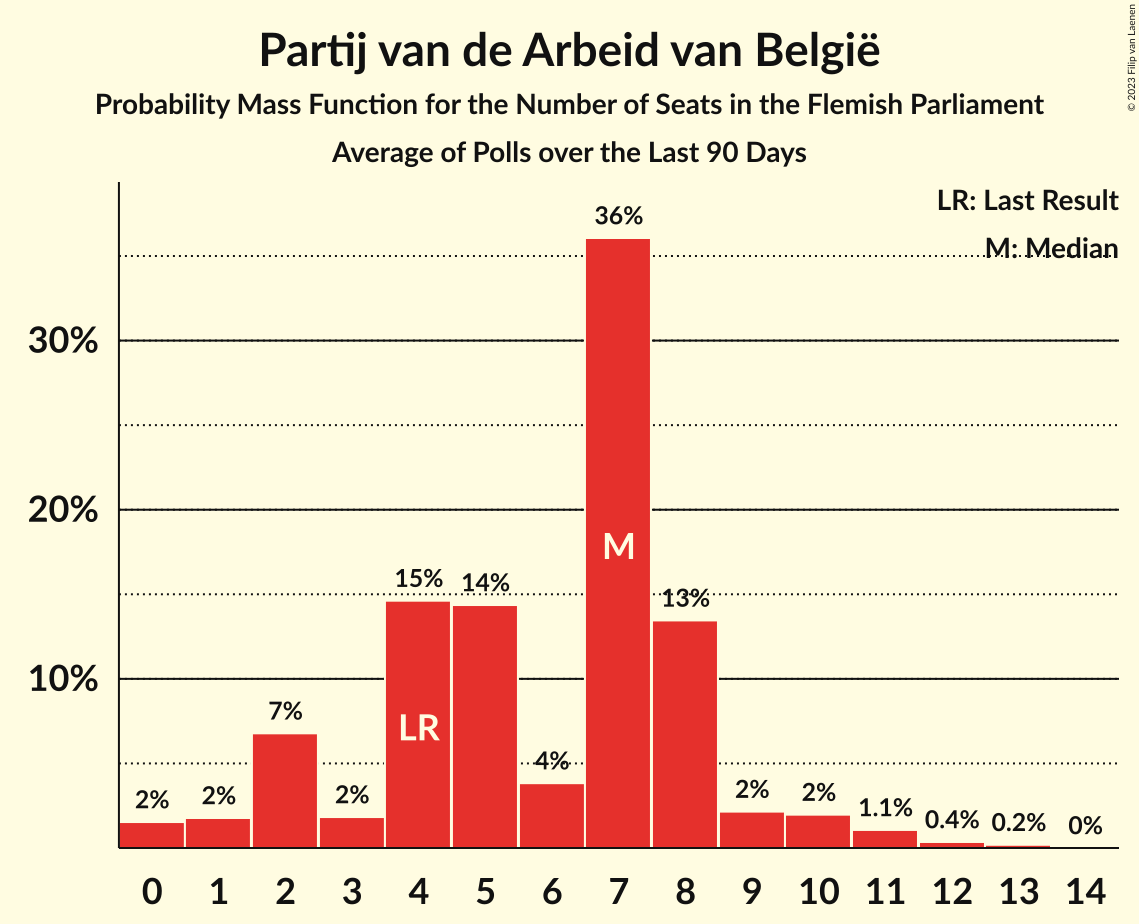 Partij van de Arbeid van België
Probability Mass Function for the Number of Seats in the Flemish Parliament
Average of Polls over the Last 90 Days
© 2023 Filip van Laenen
LR: Last Result
M: Median
36%
30%
20%
M
15%
14%
13%
10%
7%
LR
4%
2%
2%
2%
2%
2%
1.1%
0.4%
0.2%
0%
0 1 2 3 4 5 6 7 8 9 10 11 12 13 14